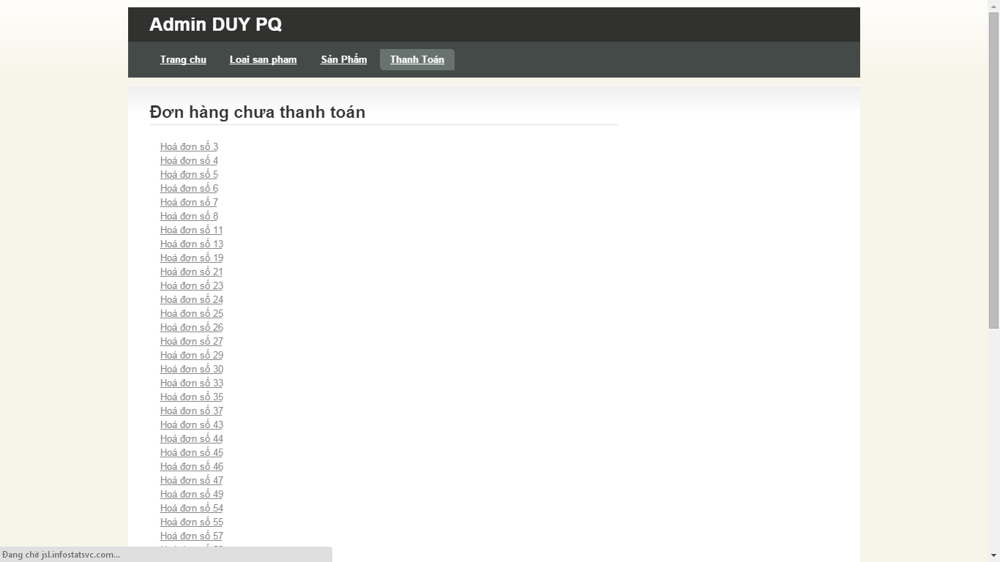 Admin DUY PQ
Trang chu Loai san pham Sản Phẩm Thanh Toán
Đơn hàng chưa thanh toán
Hoá đơn số 3
Hoá đơn số 4
Hoá đơn số 5
Hoá đơn số 6
Hoá đơn số 7
Hoá đơn số 8
Hoá đơn số 11
Hoá đơn số 13
Hoá đơn số 19
Hoá đơn số 21
Hoá đơn số 23
Hoá đơn số 24
Hoá đơn số 25
Hoá đơn số 26
Hoá đơn số 27
Hoá đơn số 29
Hoá đơn số 30
Hoá đơn số 33
Hoá đơn số 35
Hoá đơn số 37
Hoá đơn số 43
Hoá đơn số 44
Hoá đơn số 45
Hoá đơn số 46
Hoá đơn số 47
Hoá đơn số 49
Hoá đơn số 54
Hoá đơn số 55
Hoá đơn số 57
Đang chờ jsl.infostatsvc.com...